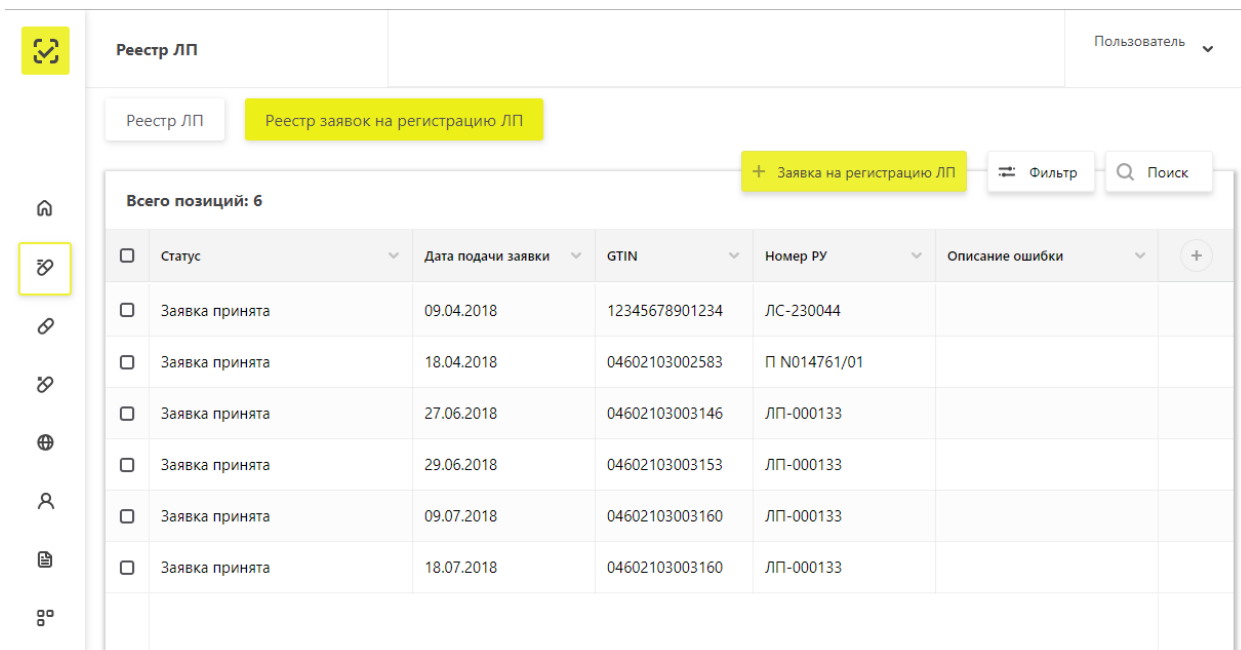 Реестр ЛП
Пользователь
Реестр ЛП
Реестр заявок на регистрацию ЛП
+ Заявка на регистрацию ЛП
Фильтр
Поиск
Всего позиций: 6
Статус Дата подачи заявки GTIN Номер РУ Описание ошибки +
Заявка принята 09.04.2018 12345678901234 ЛС-230044
Заявка принята 18.04.2018 04602103002583 П N014761/01
Заявка принята 27.06.2018 04602103003146 ЛП-000133
Заявка принята 29.06.2018 04602103003153 ЛП-000133
Заявка принята 09.07.2018 04602103003160 ЛП-000133
Заявка принята 18.07.2018 04602103003160 ЛП-000133